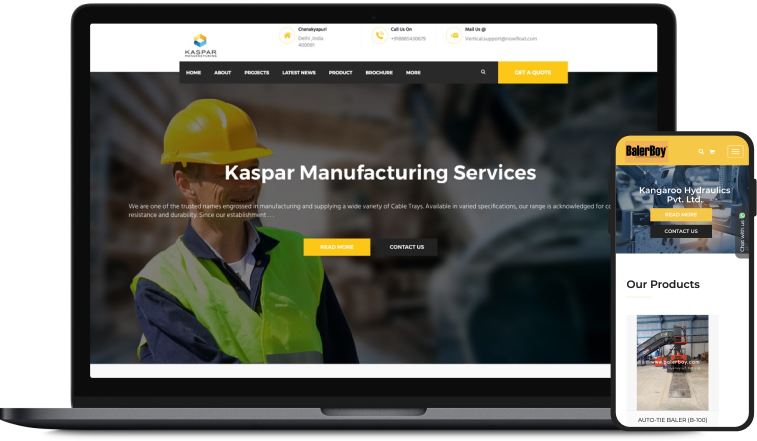 KASPAR
MANUFACTURING
Chanakyapuri
Delhi ,India
400081
Call Us On
Mail Us @
HOME ABOUT PROJECTS LATEST NEWS PRODUCT BROCHURE MORE
GET A QUOTE
Kaspar Manufacturing Services
We are one of the trusted names engrossed in manufacturing and supplying a wide variety of Cable Trays. Available in varied specifications, our range is acknowledged for co
resistance and durability. Since our establishment ...
READ MORE CONTACT US
BalerBoy
Kangaroo Hydraulics
Pvt. Ltd.
READ MORE
CONTACT US
Chat with us
Our Products
www.balerboy.com
AUTO-TIE BALER (B-100)